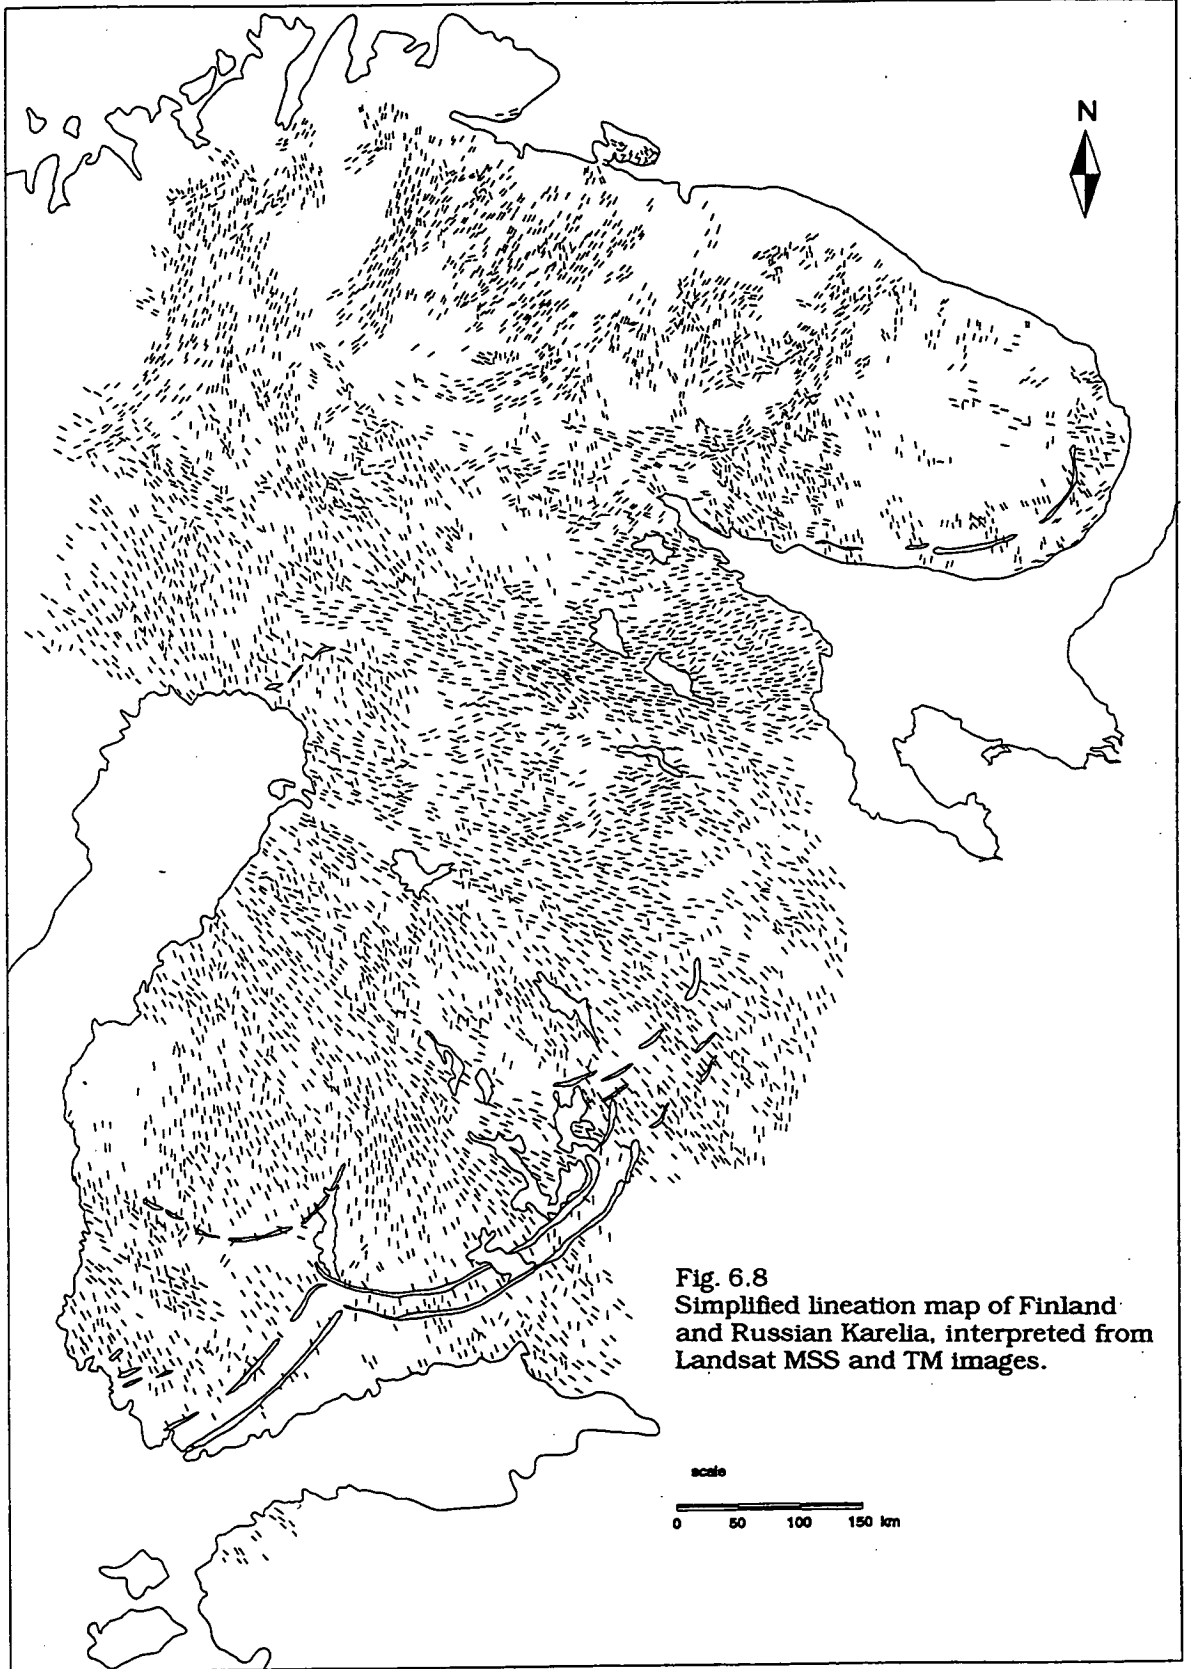 N
Fig. 6.8
Simplified lineation map of Finland
and Russian Karelia, interpreted from
Landsat MSS and TM images.
scale
0 50 100 150 km